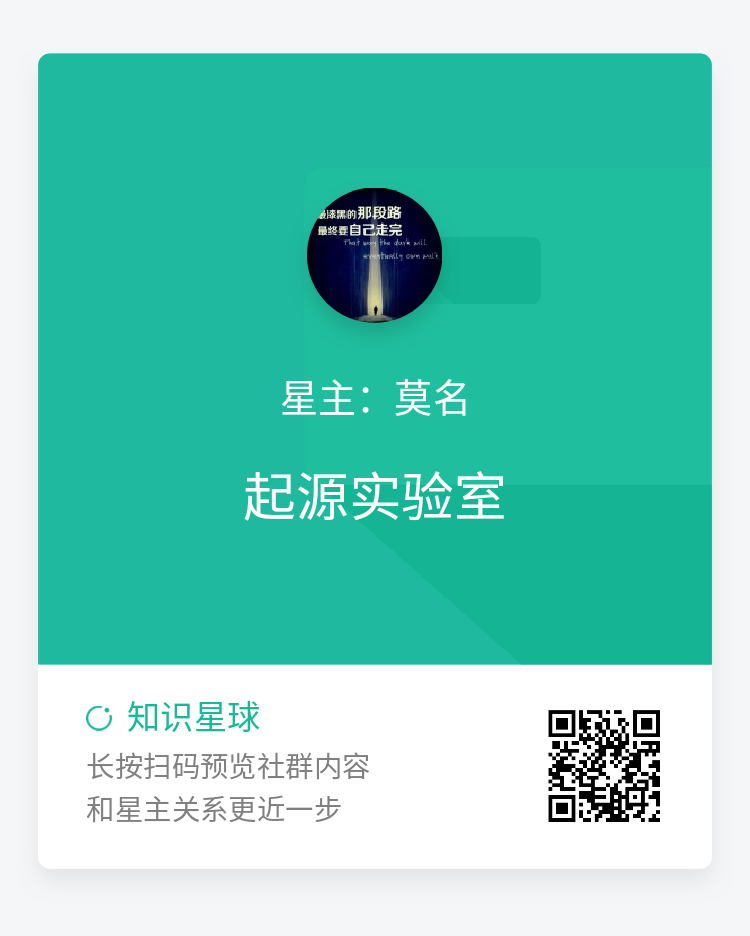 最漆黑的那段路
最终要自己走完
That way the dark will
eventually own walk
星主：莫名
起源实验室
知识星球
长按扫码预览社群内容
和星主关系更近一步